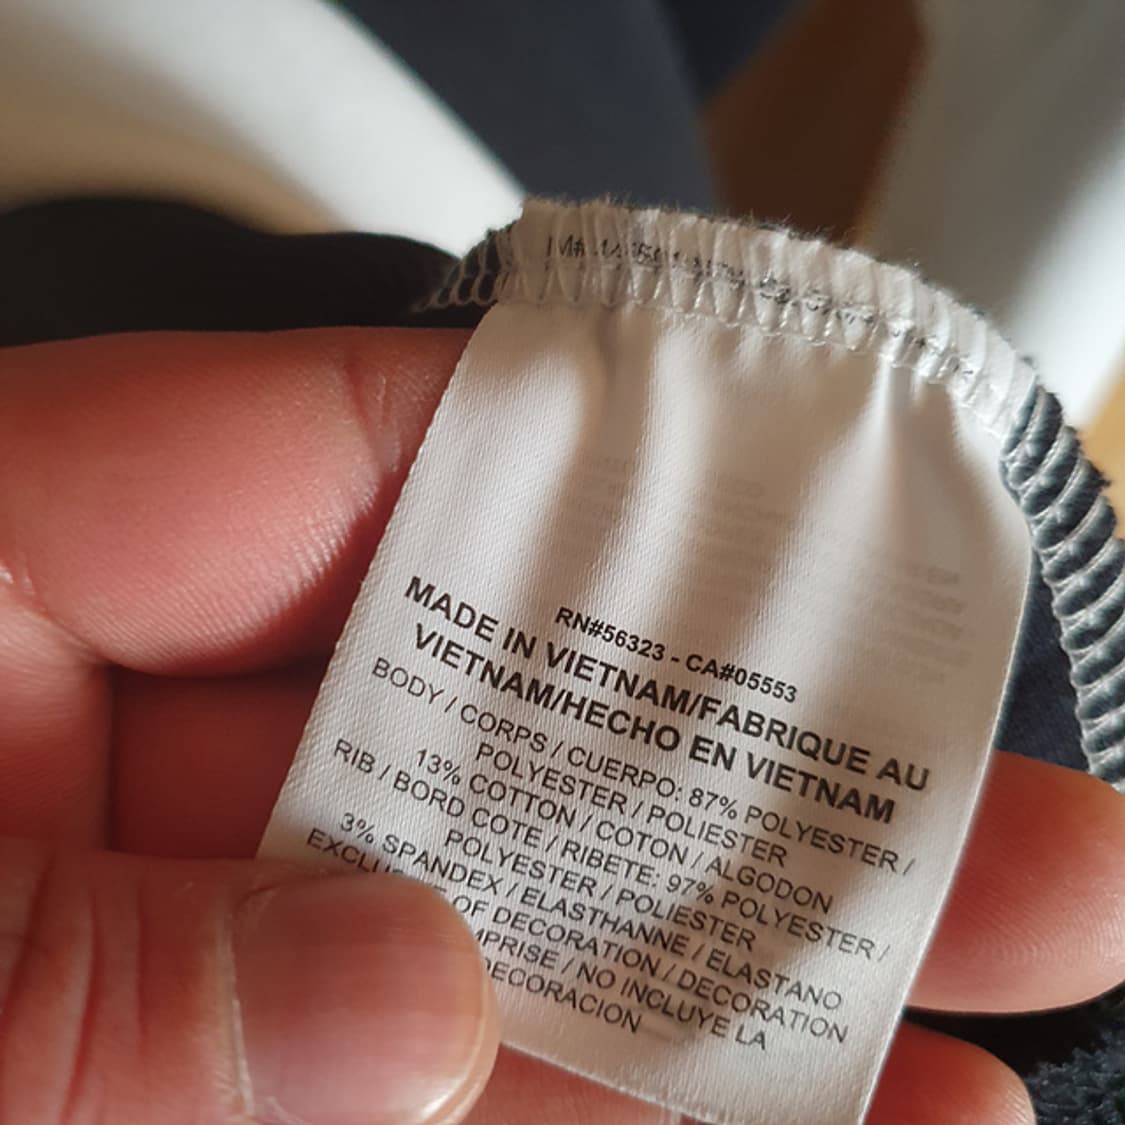 RN#56323 - CA#05553
MADE IN VIETNAM/FABRIQUE AU
VIETNAM/HECHO EN VIETNAM
BODY / CORPS / CUERPO: 87% POLYESTER /
POLYESTER / POLIESTER
13% COTTON / COTON / ALGODON
RIB / BORD COTE / RIBETE: 97% POLYESTER /
POLYESTER / POLIESTER
3% SPANDEX / ELASTHANNE / ELASTANO
OF DECORATION / DECORATION
/ NO INCLUYE LA